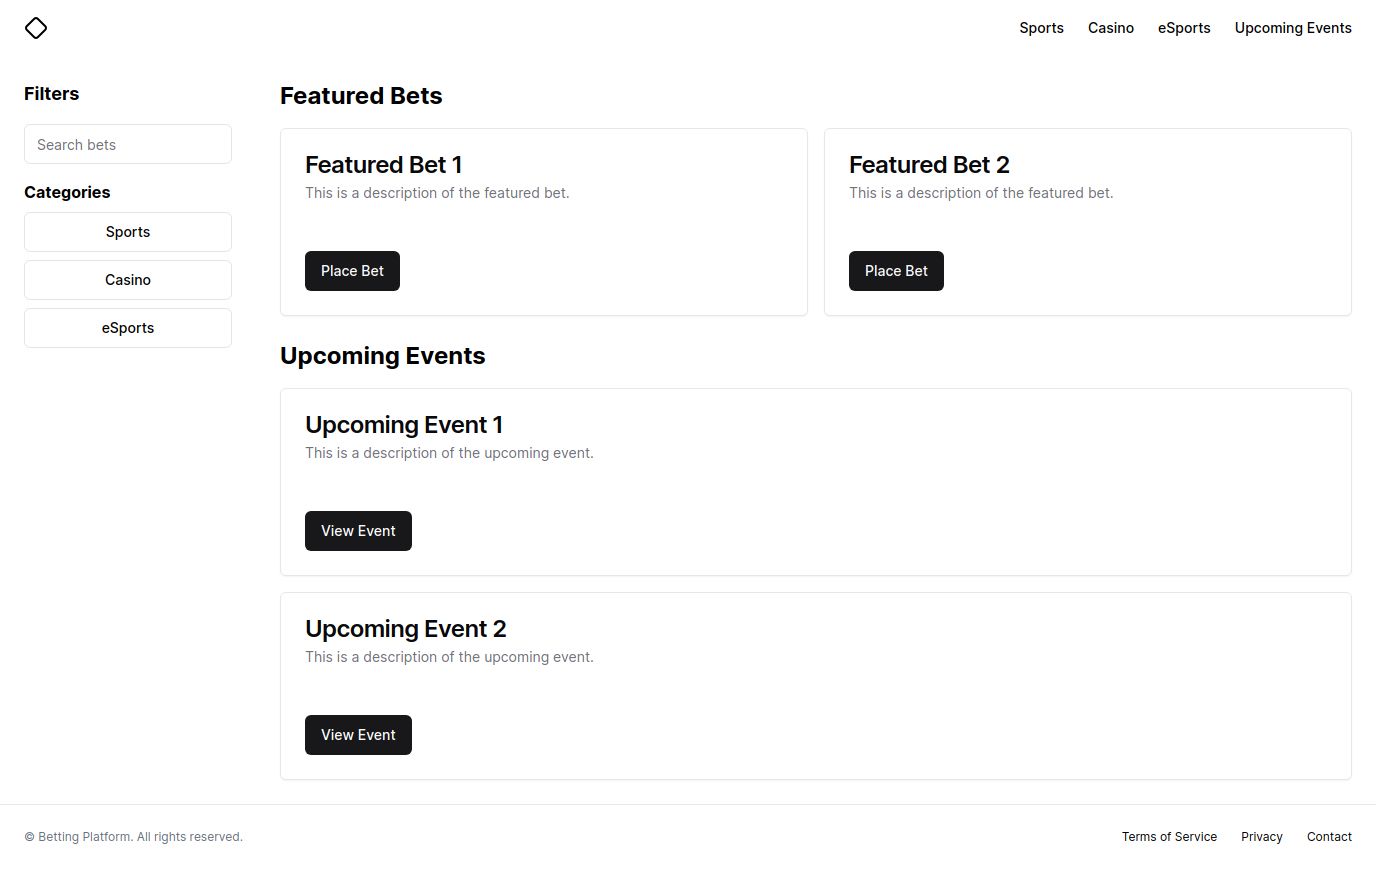 Sports Casino eSports Upcoming Events
Filters
Search bets
Categories
Sports
Casino
eSports
Featured Bets
Featured Bet 1
This is a description of the featured bet.
Place Bet
Featured Bet 2
This is a description of the featured bet.
Place Bet
Upcoming Events
Upcoming Event 1
This is a description of the upcoming event.
View Event
Upcoming Event 2
This is a description of the upcoming event.
View Event
© Betting Platform. All rights reserved.
Terms of Service Privacy Contact